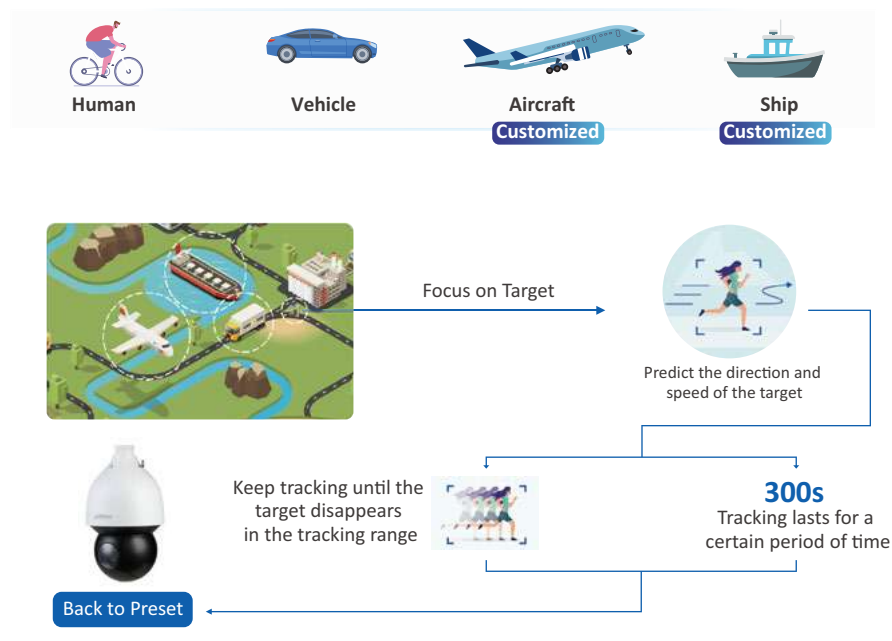 Human
Vehicle
Aircraft
Ship
Customized
Customized
Focus on Target
Predict the direction and
speed of the target
Keep tracking until the
target disappears
in the tracking range
300s
Tracking lasts for a
certain period of time
Back to Preset